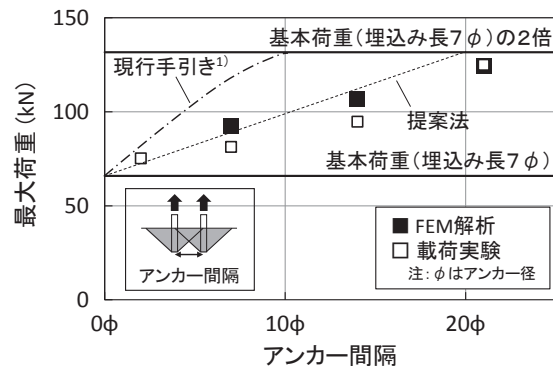 最大荷重 (kN)
150
100
50
0
基本荷重(埋込み長7φ)の2倍
現行手引き1)
提案法
基本荷重(埋込み長7φ)
アンカー間隔
■ FEM解析
□ 載荷実験
注:φはアンカー径
0φ
10φ
20φ
アンカー間隔